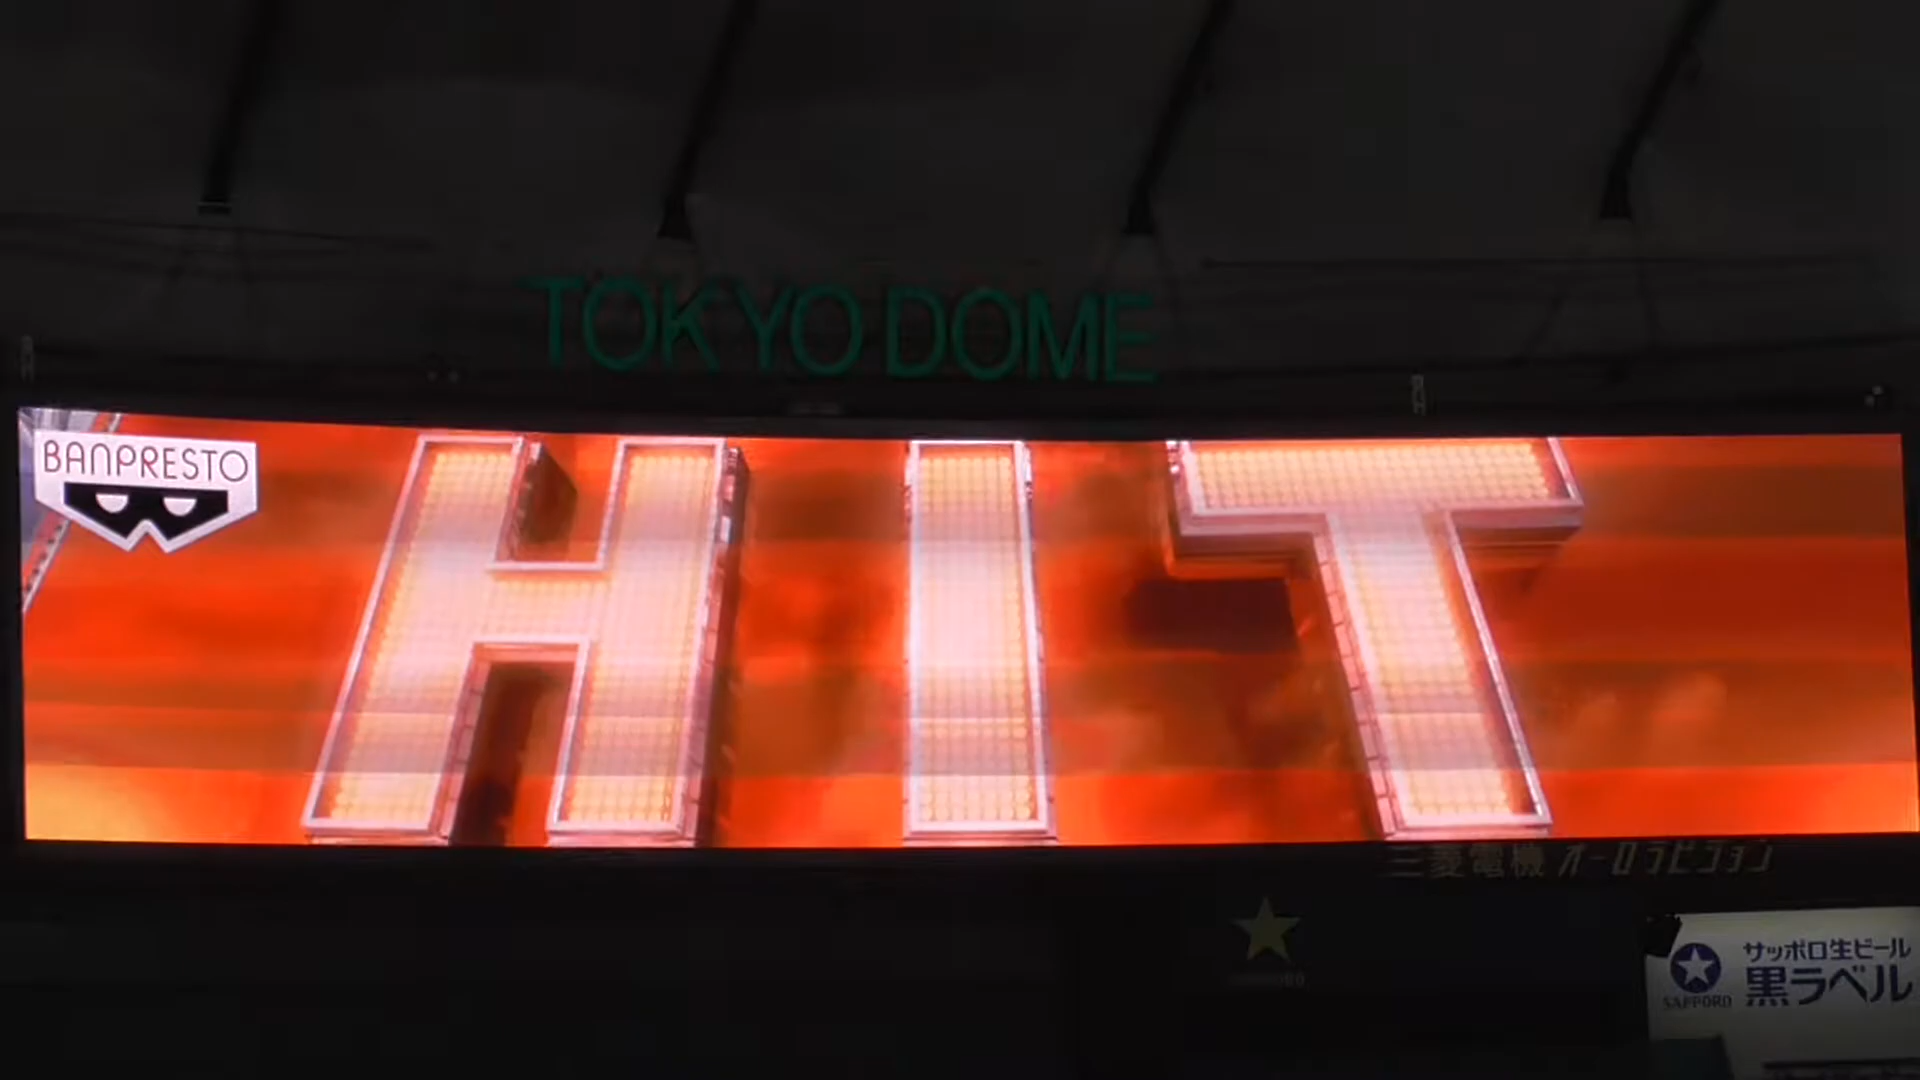 TOKYO DOME
BANPRESTO
HIT
三菱電機 オーロラビジョン
サッポロ生ビール
黒ラベル
SAPPORO